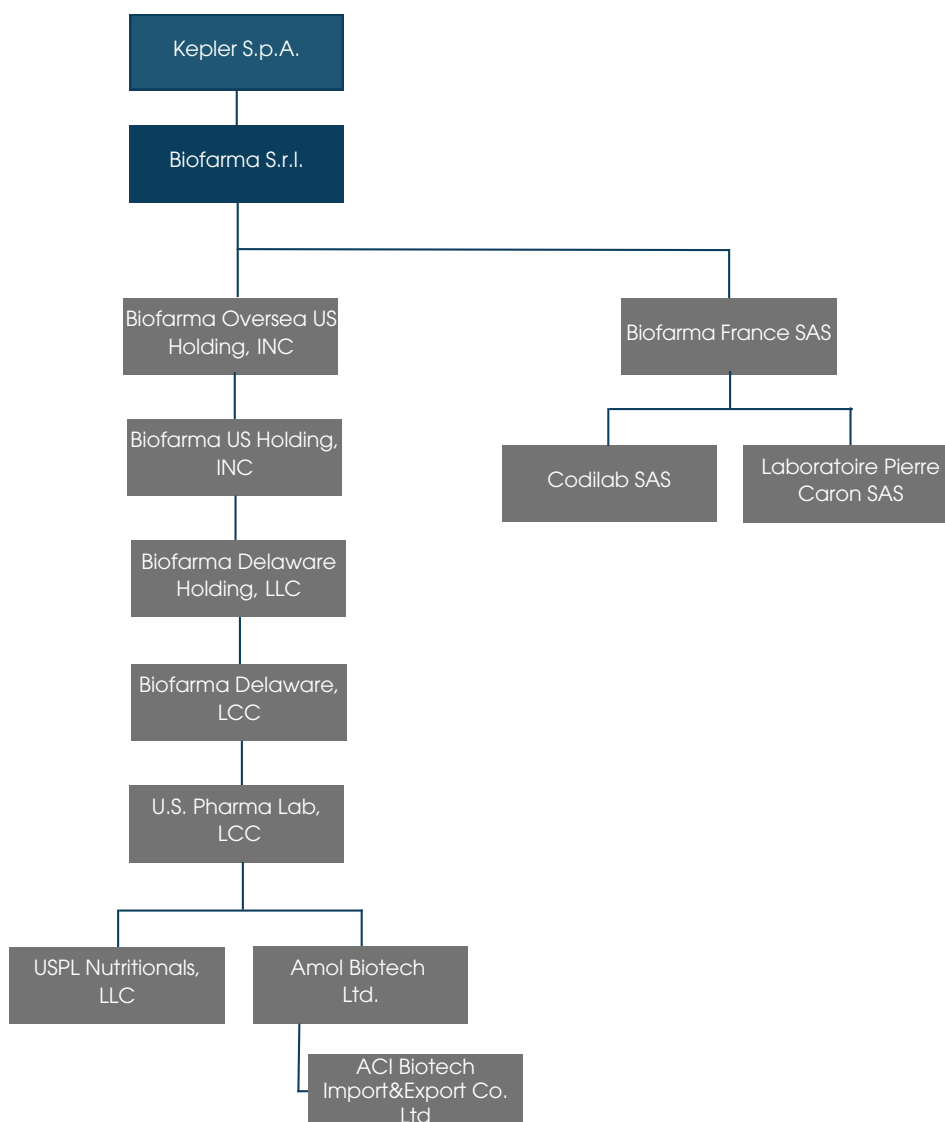 Kepler S.p.A.
Biofarma S.r.l.
Biofarma Oversea US
Holding, INC
Biofarma France SAS
Biofarma US Holding,
INC
Codilab SAS
Laboratoire Pierre
Caron SAS
Biofarma Delaware
Holding, LLC
Biofarma Delaware,
LCC
U.S. Pharma Lab,
LCC
USPL Nutritionals,
LLC
Amol Biotech
Ltd.
ACI Biotech
Import&Export Co.
Ltd